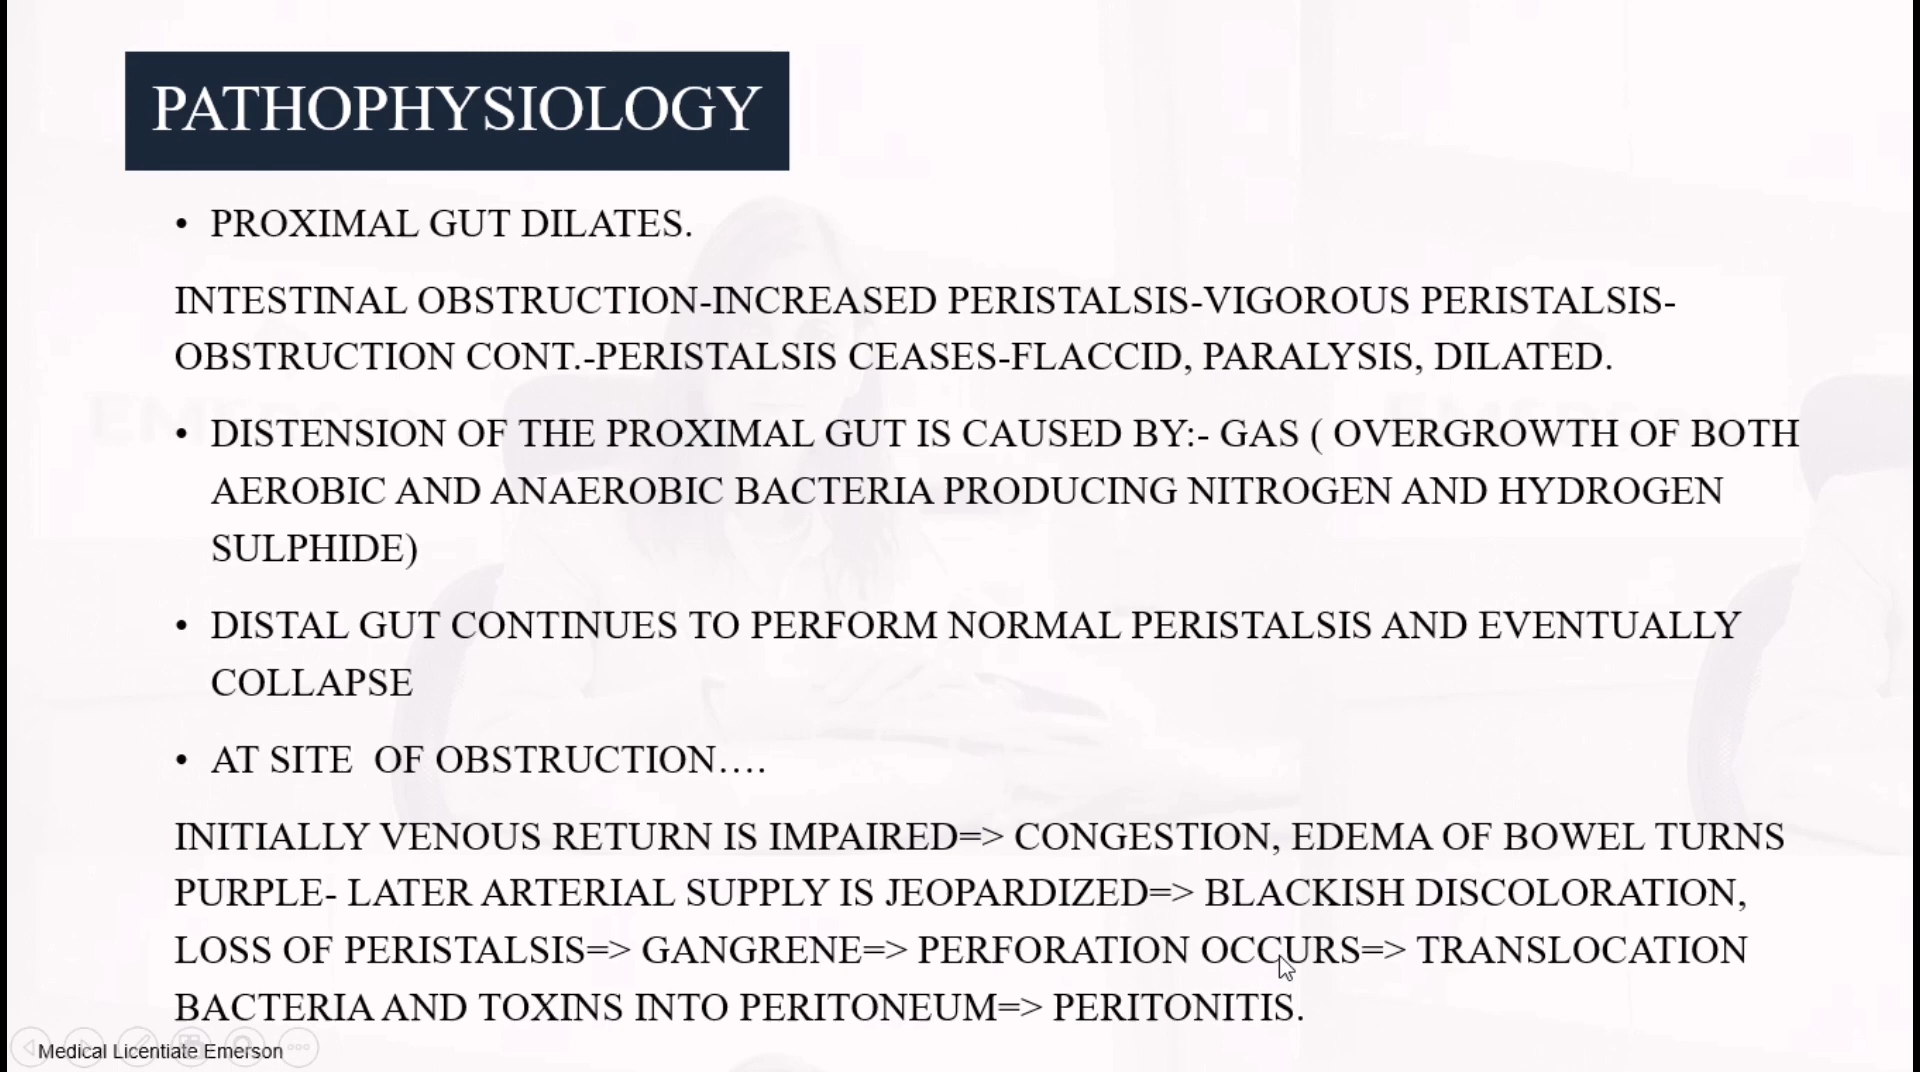 PATHOPHYSIOLOGY
• PROXIMAL GUT DILATES.
INTESTINAL OBSTRUCTION-INCREASED PERISTALSIS-VIGOROUS PERISTALSIS-
OBSTRUCTION CONT.-PERISTALSIS CEASES-FLACCID, PARALYSIS, DILATED.
• DISTENSION OF THE PROXIMAL GUT IS CAUSED BY:- GAS ( OVERGROWTH OF BOTH
AEROBIC AND ANAEROBIC BACTERIA PRODUCING NITROGEN AND HYDROGEN
SULPHIDE)
• DISTAL GUT CONTINUES TO PERFORM NORMAL PERISTALSIS AND EVENTUALLY
COLLAPSE
• AT SITE  OF OBSTRUCTION….
INITIALLY VENOUS RETURN IS IMPAIRED=> CONGESTION, EDEMA OF BOWEL TURNS
PURPLE- LATER ARTERIAL SUPPLY IS JEOPARDIZED=> BLACKISH DISCOLORATION,
LOSS OF PERISTALSIS=> GANGRENE=> PERFORATION OCCURS=> TRANSLOCATION
BACTERIA AND TOXINS INTO PERITONEUM=> PERITONITIS.
Medical Licentiate Emerson